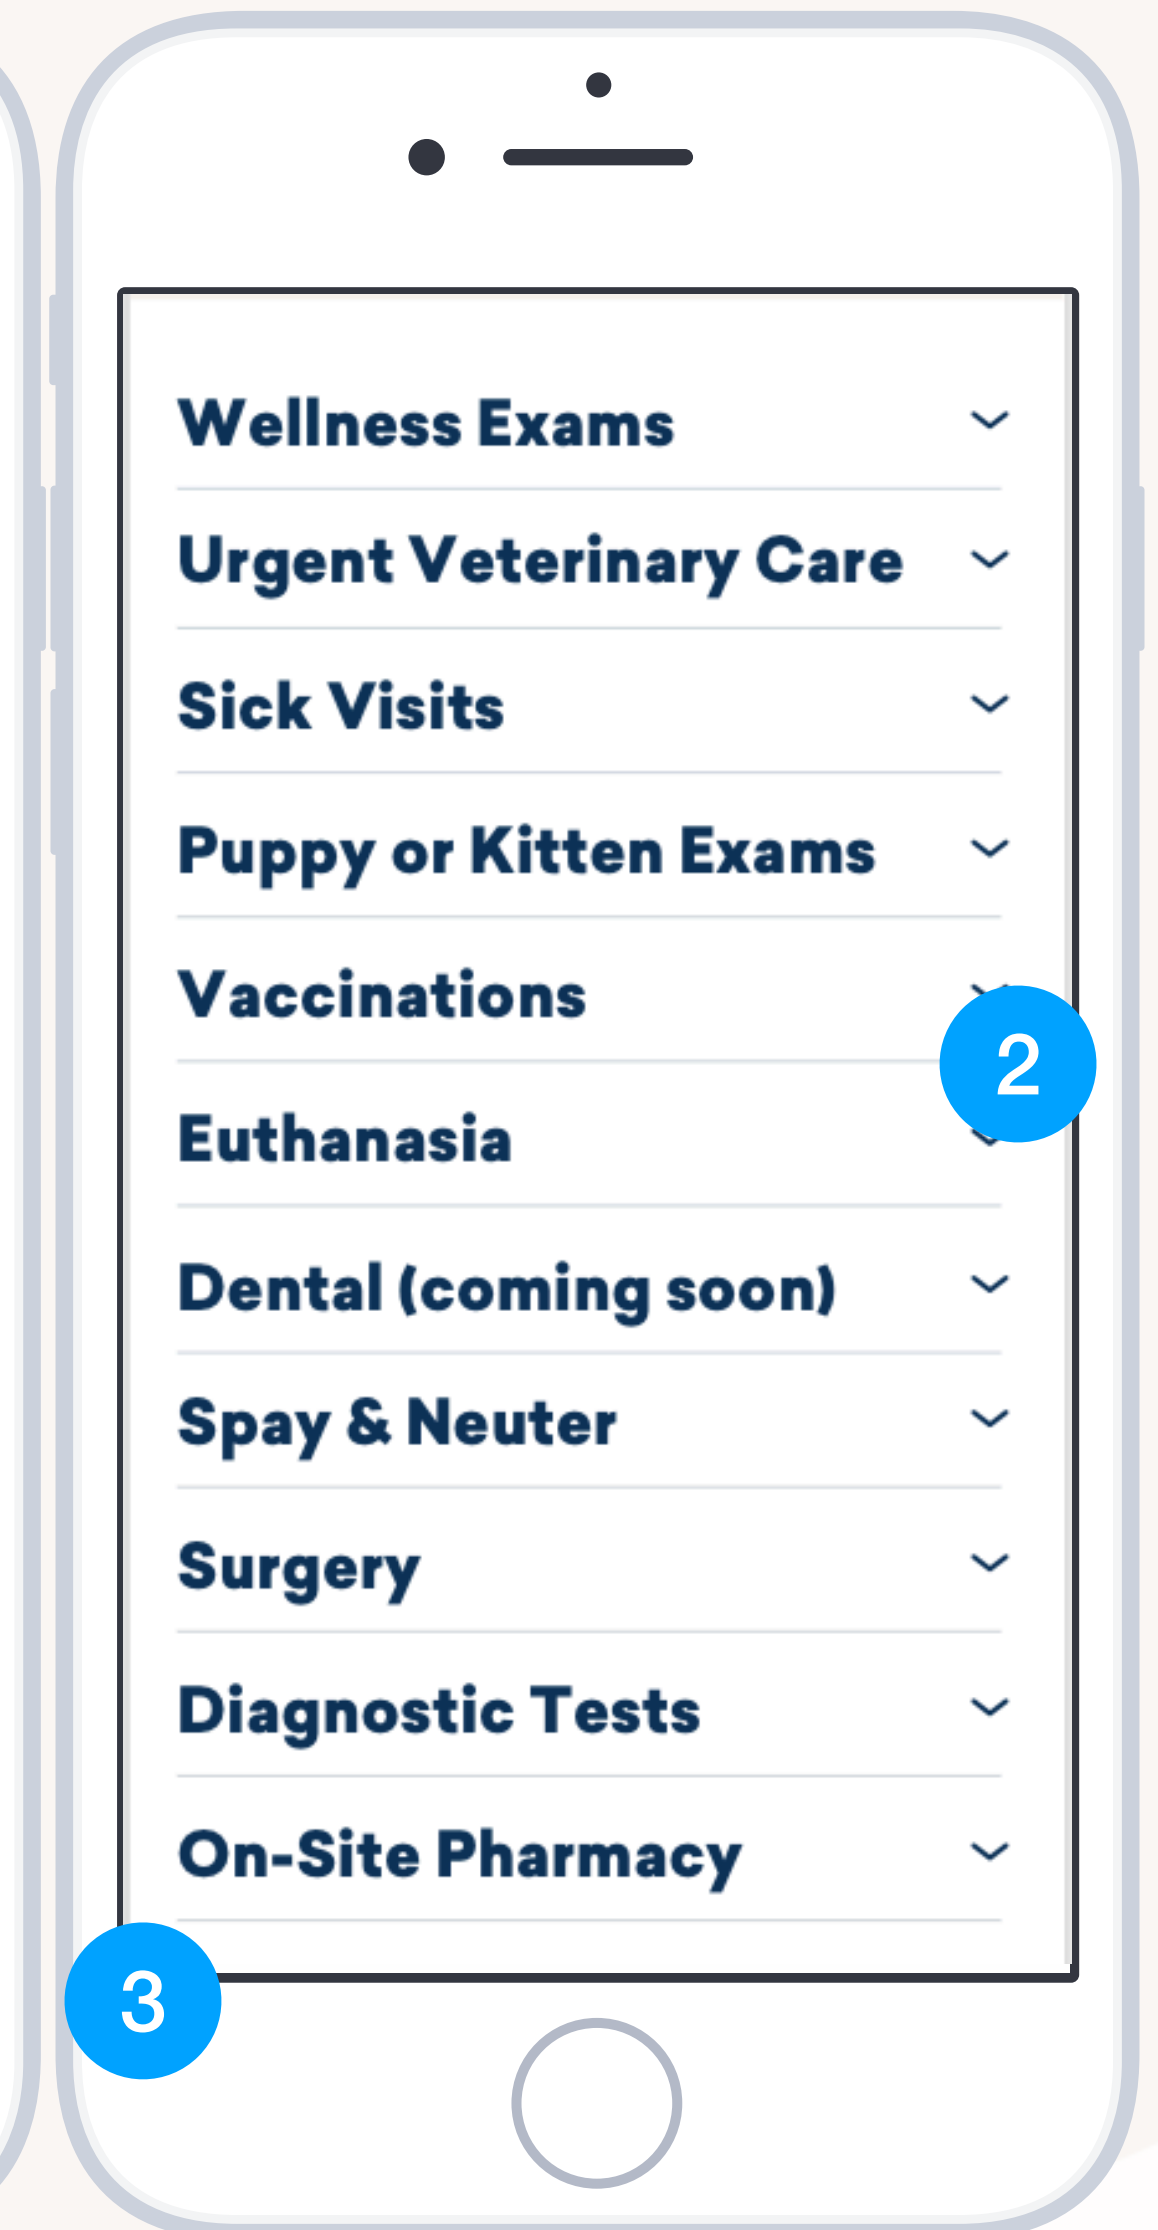 Wellness Exams
Urgent Veterinary Care
Sick Visits
Puppy or Kitten Exams
Vaccinations
2
Euthanasia
Dental (coming soon)
Spay & Neuter
Surgery
Diagnostic Tests
On-Site Pharmacy
3